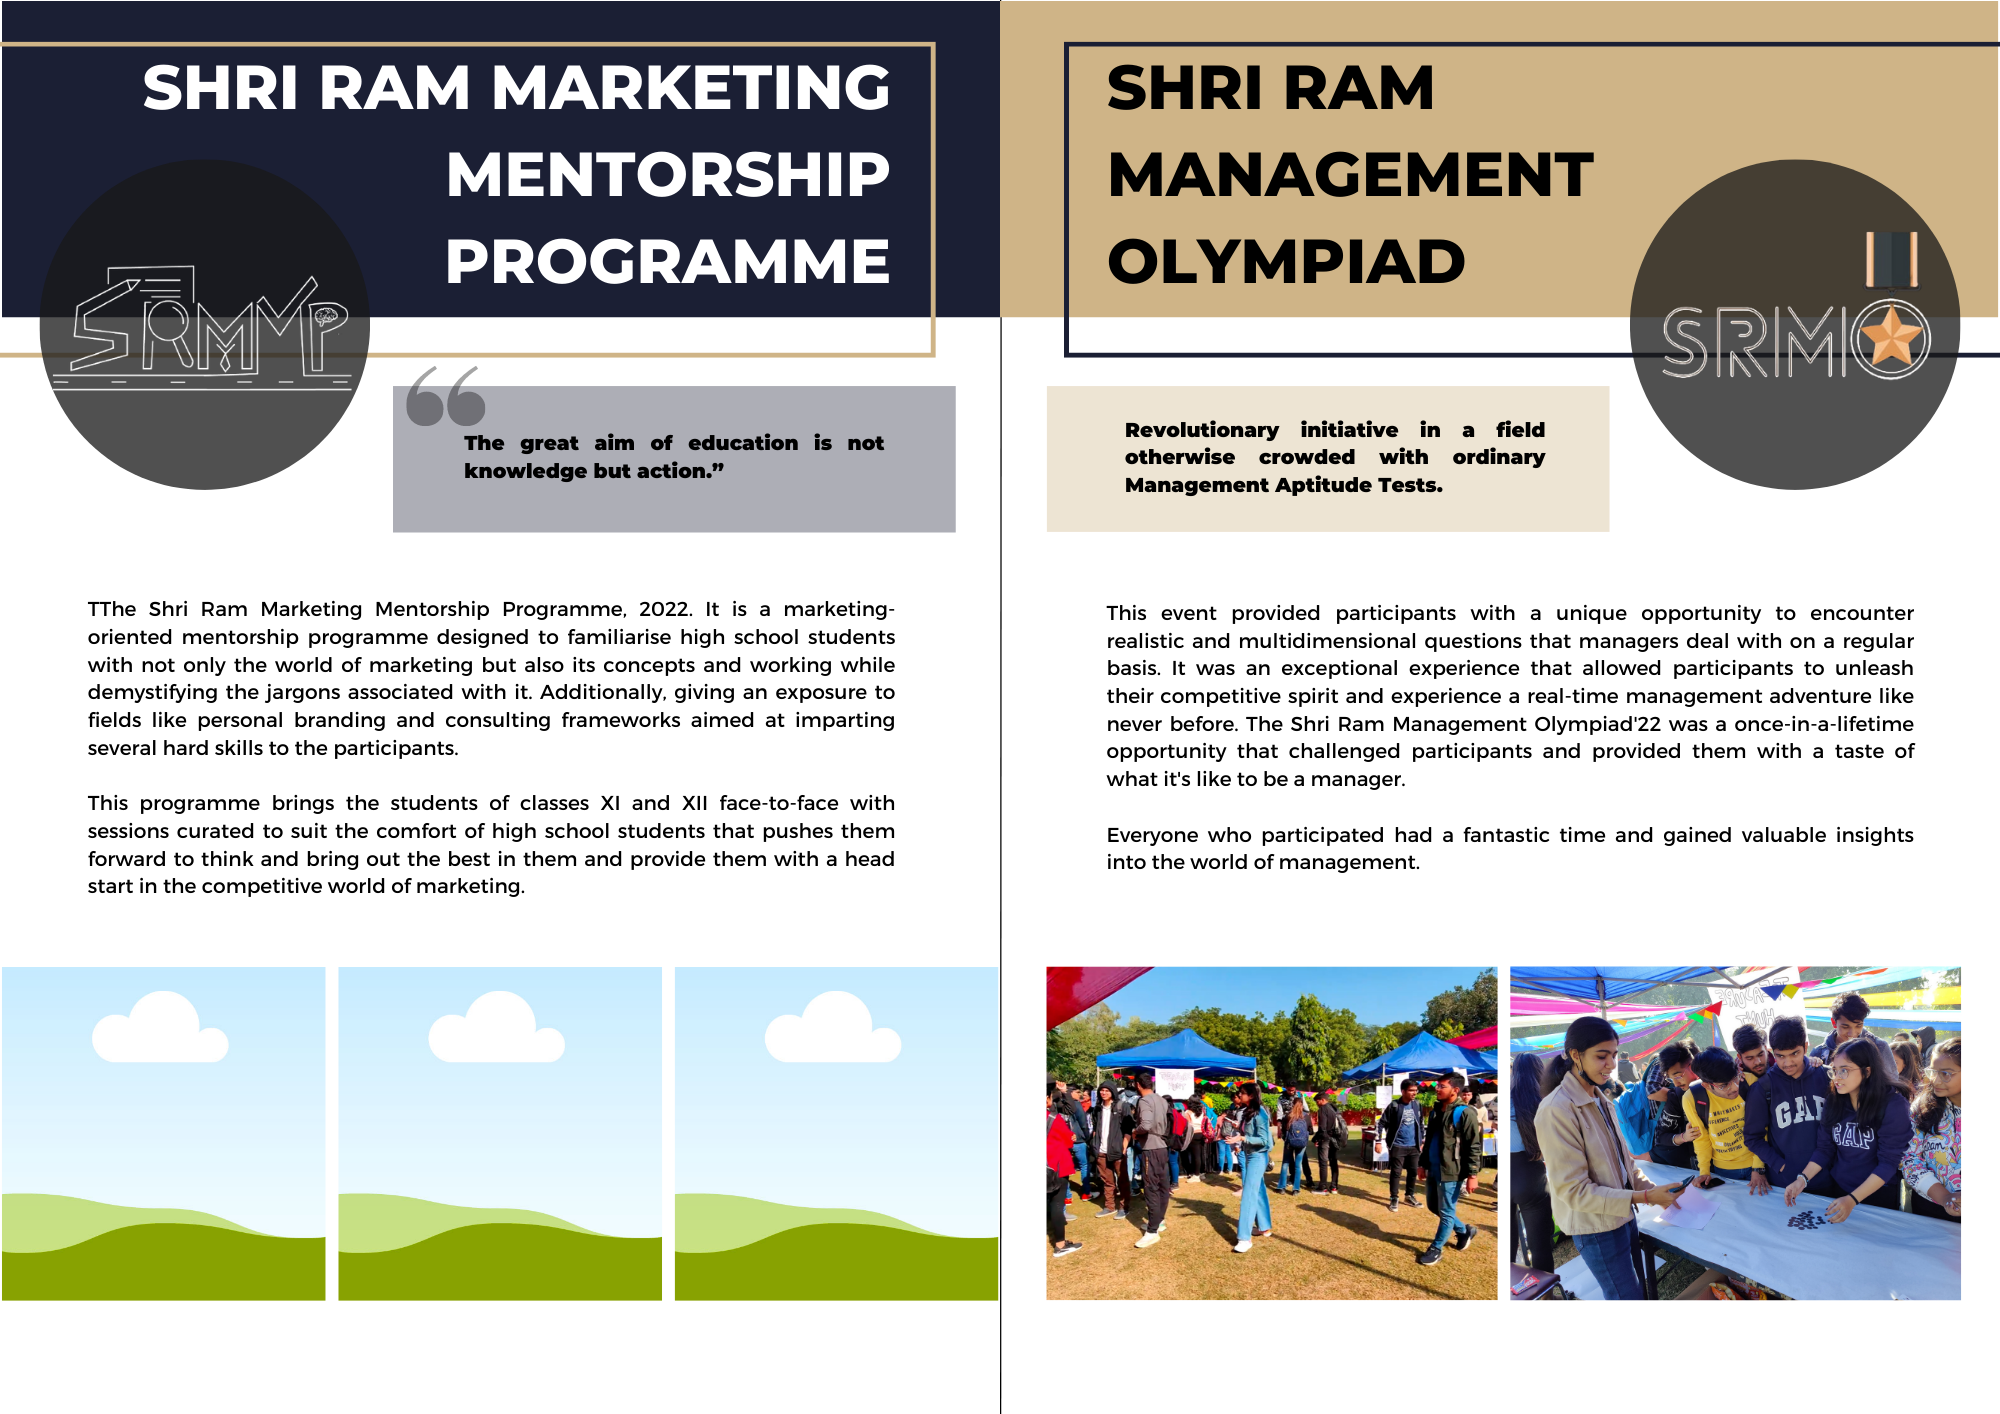 SHRI RAM MARKETING
MENTORSHIP
PROGRAMME
SRMMP
“
The great aim of education is not
knowledge but action.”
TThe Shri Ram Marketing Mentorship Programme, 2022. It is a marketing-
oriented mentorship programme designed to familiarise high school students
with not only the world of marketing but also its concepts and working while
demystifying the jargons associated with it. Additionally, giving an exposure to
fields like personal branding and consulting frameworks aimed at imparting
several hard skills to the participants.
This programme brings the students of classes XI and XII face-to-face with
sessions curated to suit the comfort of high school students that pushes them
forward to think and bring out the best in them and provide them with a head
start in the competitive world of marketing.
SHRI RAM
MANAGEMENT
OLYMPIAD
SRMO
Revolutionary initiative in a field
otherwise crowded with ordinary
Management Aptitude Tests.
This event provided participants with a unique opportunity to encounter
realistic and multidimensional questions that managers deal with on a regular
basis. It was an exceptional experience that allowed participants to unleash
their competitive spirit and experience a real-time management adventure like
never before. The Shri Ram Management Olympiad'22 was a once-in-a-lifetime
opportunity that challenged participants and provided them with a taste of
what it's like to be a manager.
Everyone who participated had a fantastic time and gained valuable insights
into the world of management.
TREASURE
HUNT
GAP
GAP